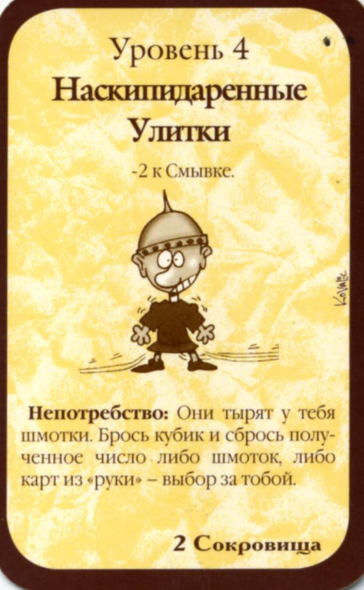 Уровень 4
Наскипидаренные
Улитки
-2 к Смывке.
Kovalic
Непотребство: Они тырят у тебя
шмотки. Брось кубик и сбрось полу-
ченное число либо шмоток, либо
карт из «руки» – выбор за тобой.
2 Сокровища